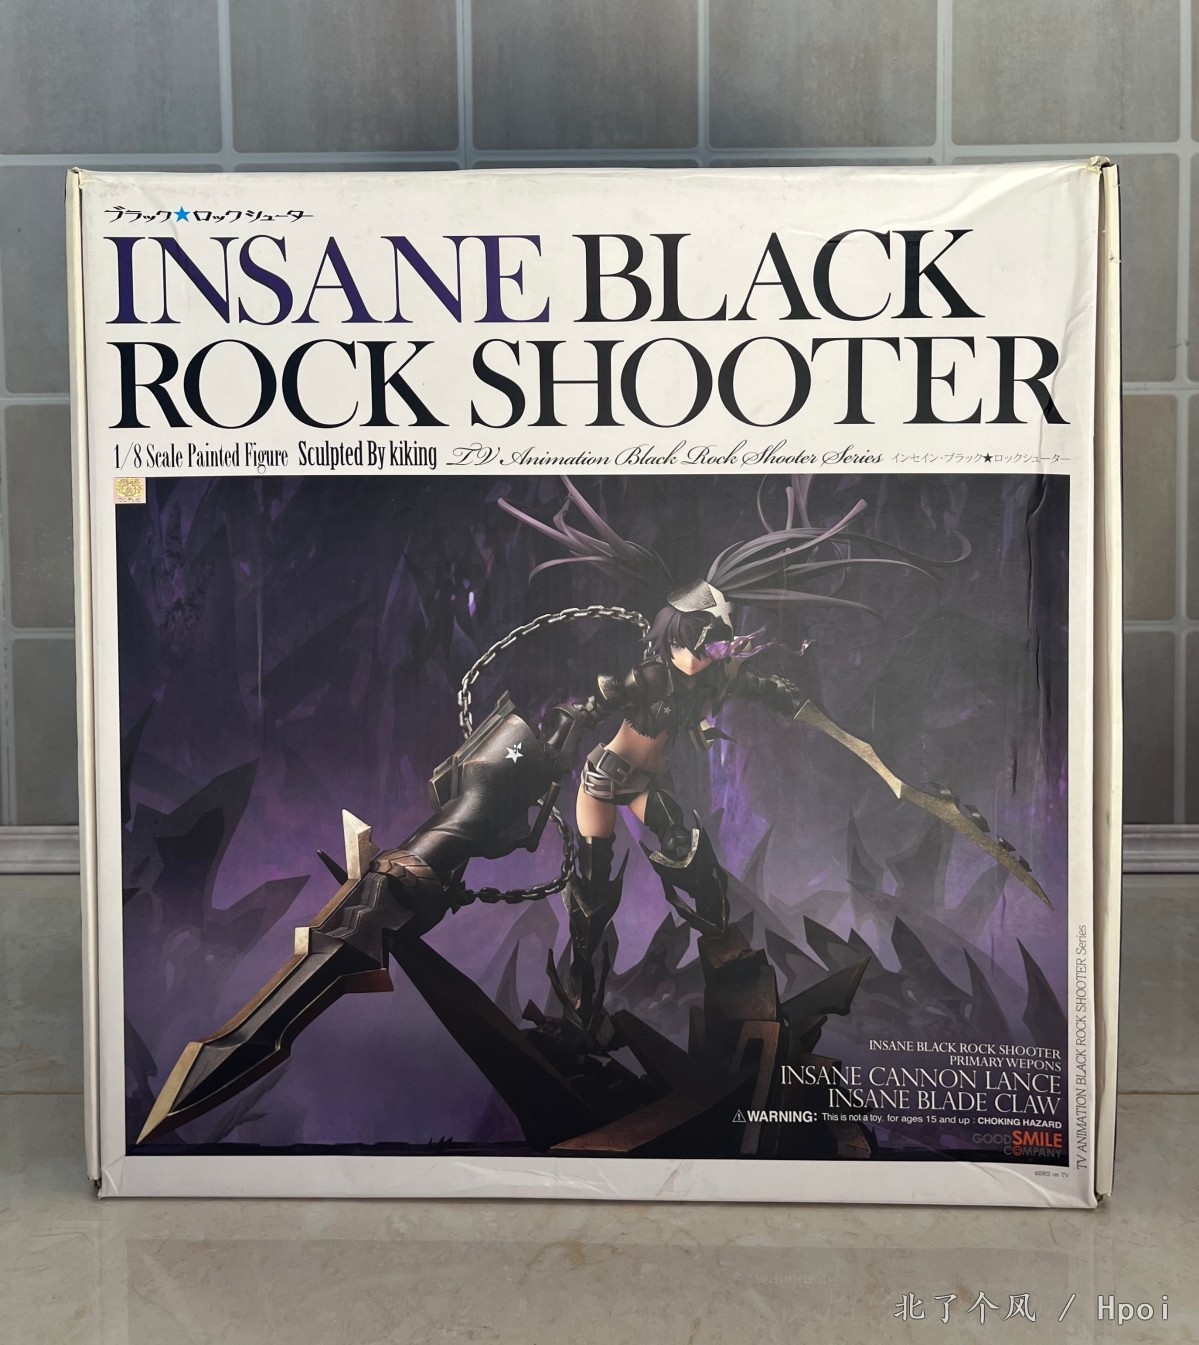 ブラック★ロックシューター
INSANE BLACK
ROCK SHOOTER
1/8 Scale Painted Figure Sculpted By kiking TV Animation Black Rock Shooter Series インセイン・ブラック★ロックシューター
INSANE BLACK ROCK SHOOTER
PRIMARY WEPONS
INSANE CANNON LANCE
INSANE BLADE CLAW
⚠WARNING: This is not a toy. for ages 15 and up : CHOKING HAZARD
GOODSMILE
COMPANY
TV ANIMATION BLACK ROCK SHOOTER Series
北了个风 / Hpoi